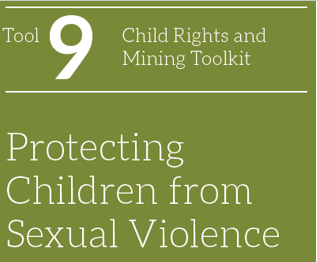 Tool 9
Child Rights and
Mining Toolkit
Protecting
Children from
Sexual Violence